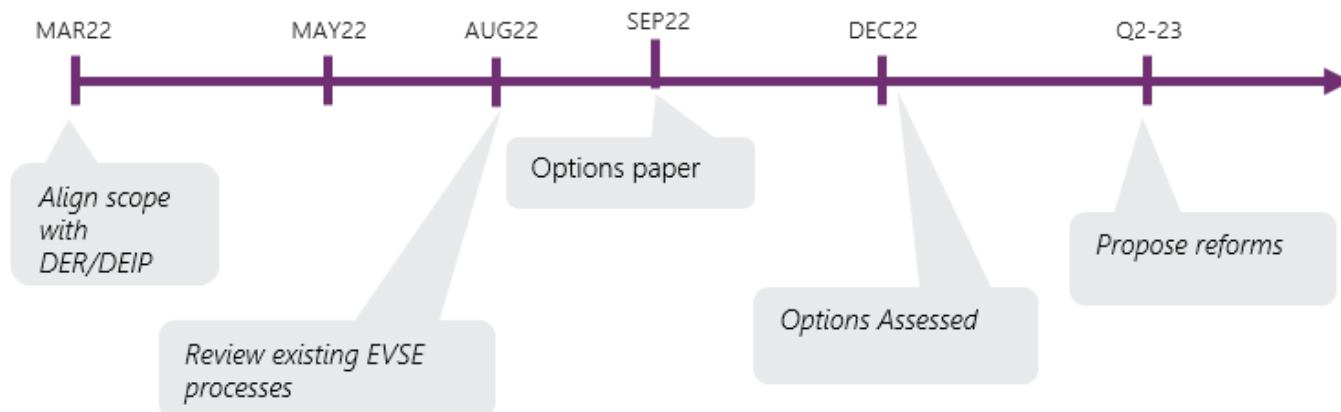 MAR22
MAY22
AUG22
SEP22
DEC22
Q2-23
Align scope
with
DER/DEIP
Review existing EVSE
processes
Options paper
Options Assessed
Propose reforms